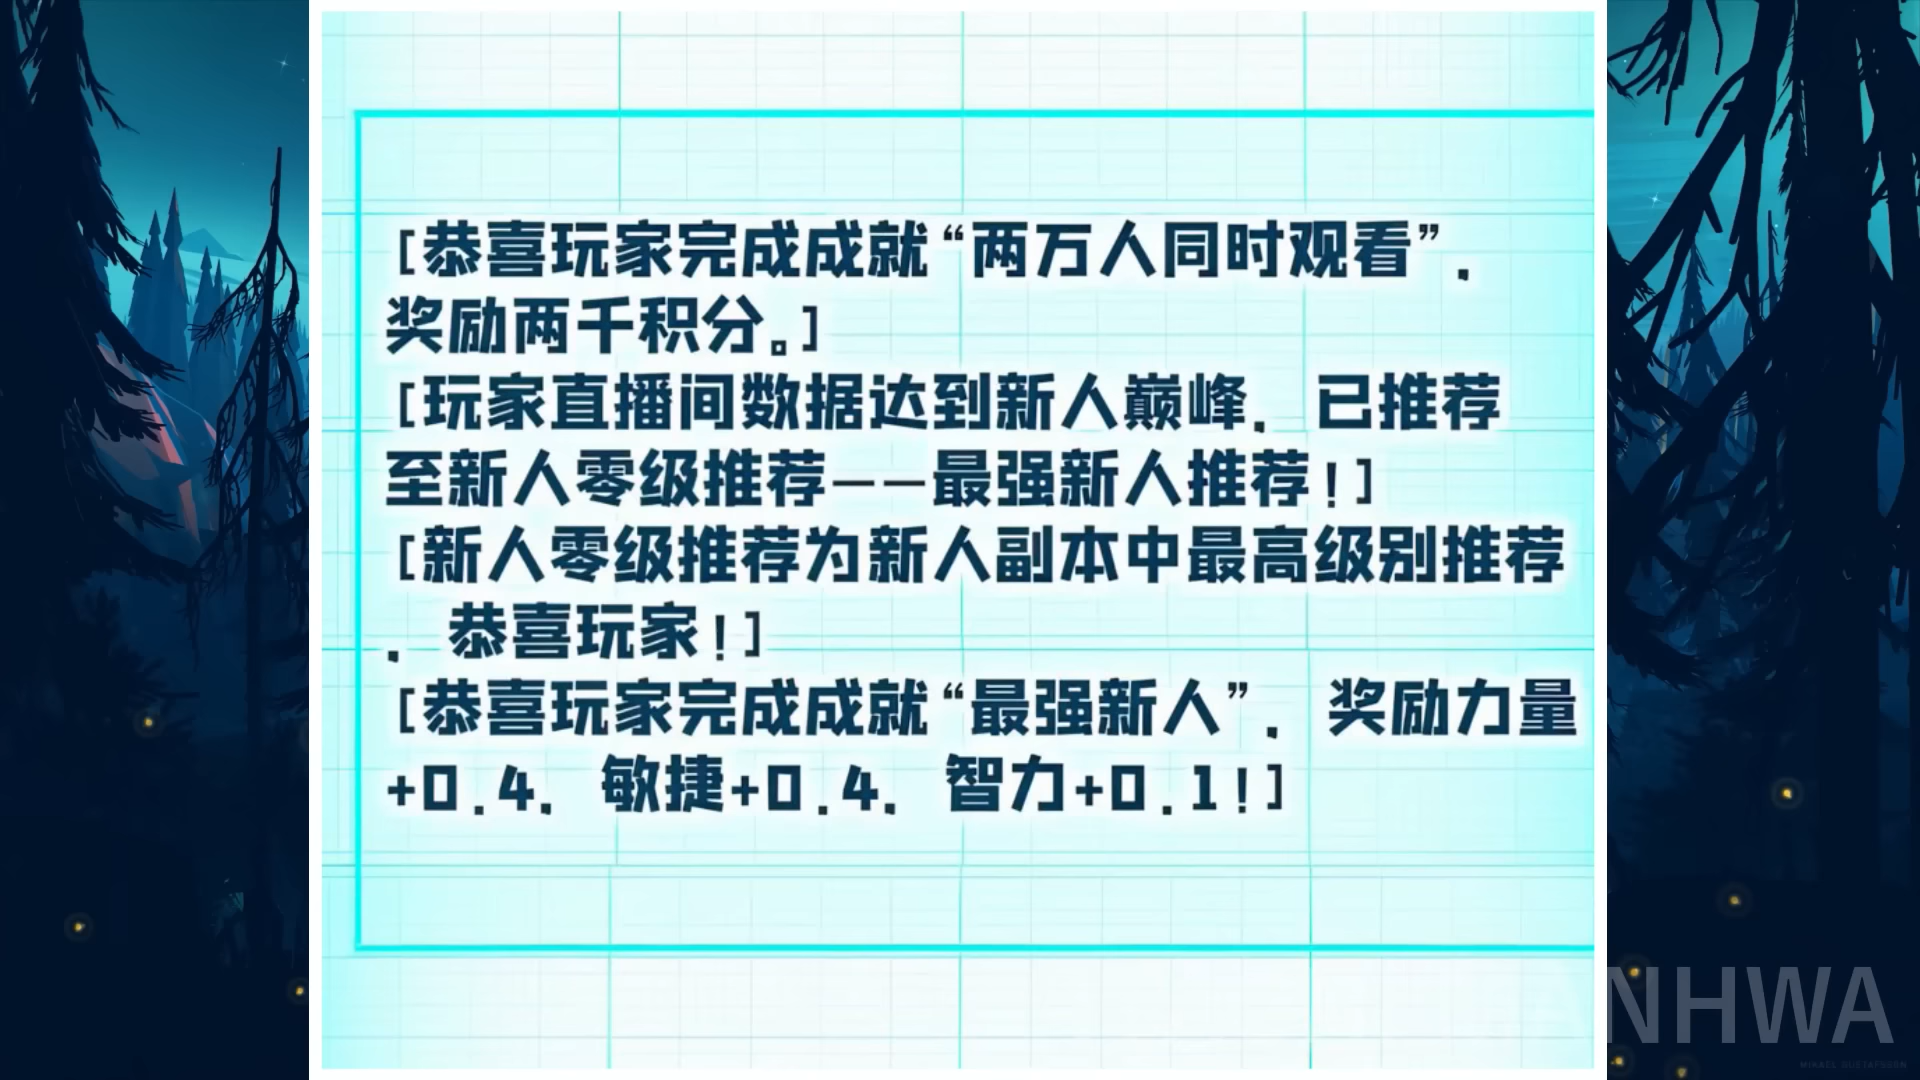 [恭喜玩家完成成就“两万人同时观看”,
奖励两千积分。]
[玩家直播间数据达到新人巅峰, 已推荐
至新人零级推荐——最强新人推荐!]
[新人零级推荐为新人副本中最高级别推荐
, 恭喜玩家!]
[恭喜玩家完成成就“最强新人”, 奖励力量
+0.4, 敏捷+0.4, 智力+0.1!]
NHWA
MIKAEL GUSTAFSSON